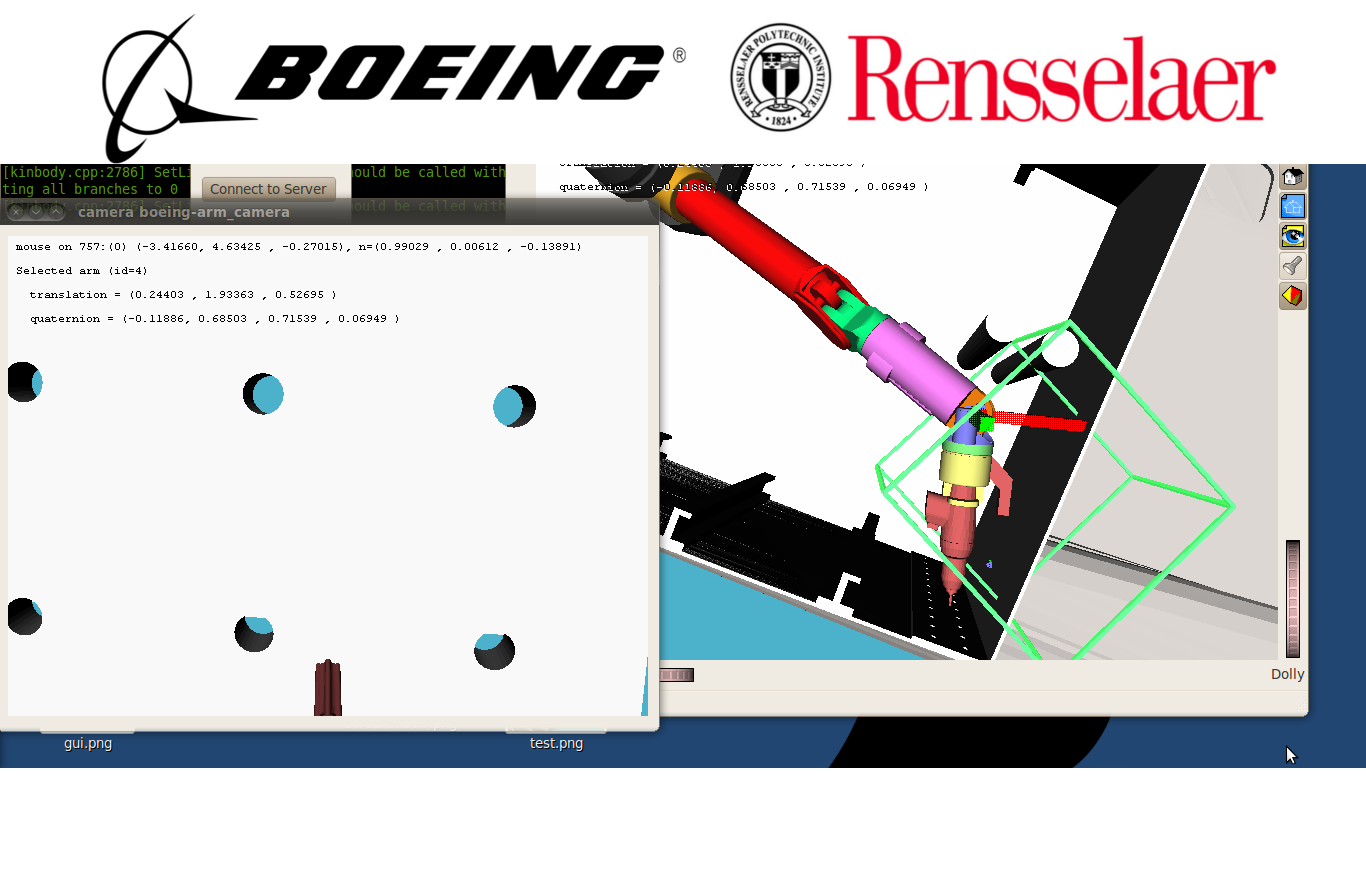 BOEING®
RENSSELAER POLYTECHNIC INSTITUTE
1824
Rensselaer
[kinbody.cpp:2786] SetLi
ould be called with
ting all branches to 0
Connect to Server
ould be called with
camera boeing-arm_camera
mouse on 757:(0) (-3.41660, 4.63425 , -0.27015), n=(0.99029 , 0.00612 , -0.13891)
Selected arm (id=4)
translation = (0.24403 , 1.93363 , 0.52695 )
quaternion = (-0.11886, 0.68503 , 0.71539 , 0.06949 )
quaternion = (-0.11886, 0.68503 , 0.71539 , 0.06949 )
Dolly
gui.png
test.png